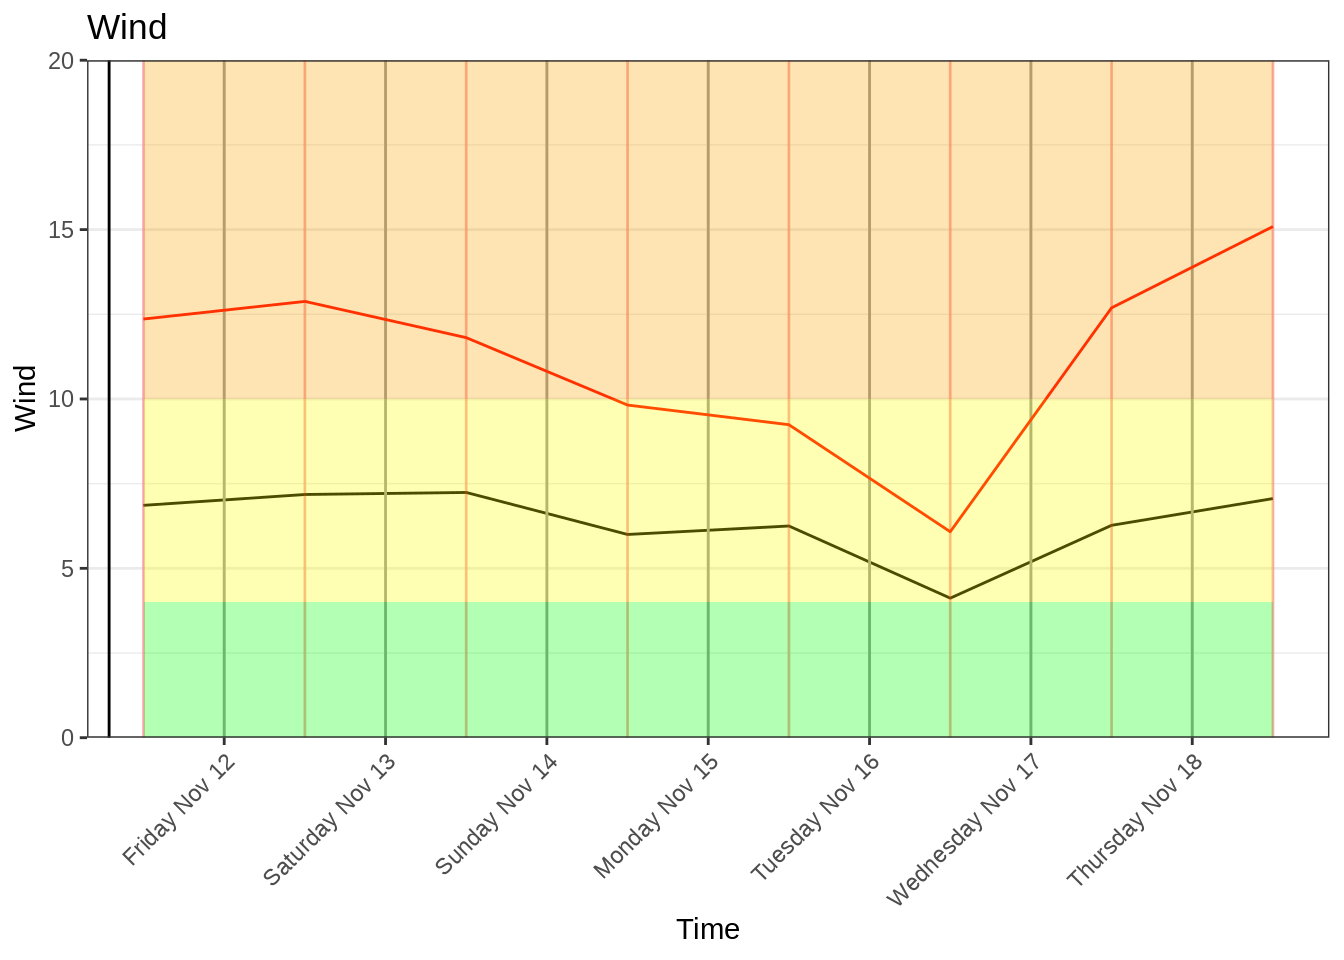 Wind
20
15
10
5
0
Wind
Friday Nov 12
Saturday Nov 13
Sunday Nov 14
Monday Nov 15
Tuesday Nov 16
Wednesday Nov 17
Thursday Nov 18
Time